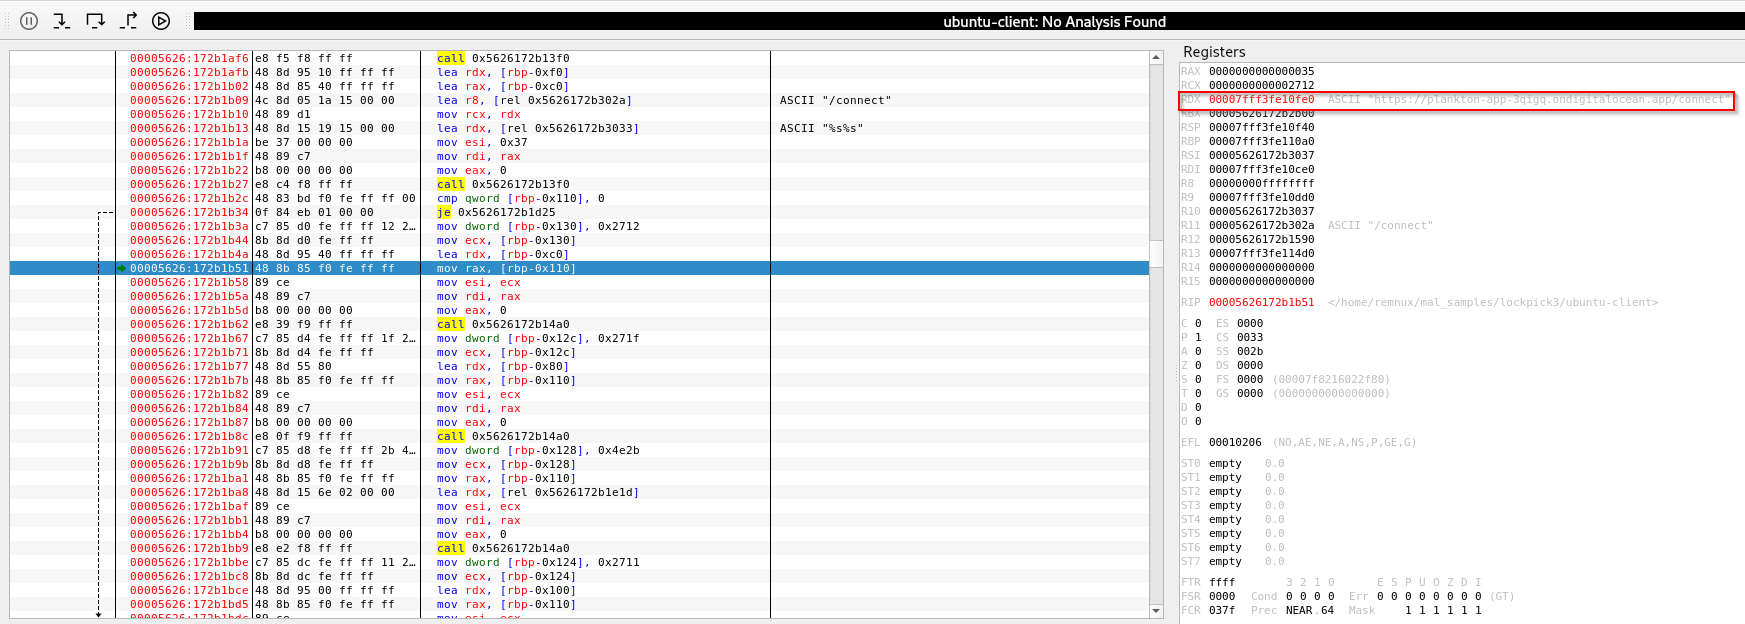 ubuntu-client: No Analysis Found
00005626:172b1af6 e8 f5 f8 ff ff call 0x5626172b13f0
00005626:172b1afb 48 8d 95 10 ff ff ff lea rdx, [rbp-0xf0]
00005626:172b1b02 48 8d 85 40 ff ff ff lea rax, [rbp-0xc0]
00005626:172b1b09 4c 8d 05 1a 15 00 00 lea r8, [rel 0x5626172b302a] ASCII "/connect"
00005626:172b1b10 48 89 d1 mov rcx, rdx
00005626:172b1b13 48 8d 15 19 15 00 00 lea rdx, [rel 0x5626172b3033] ASCII "%s%s"
00005626:172b1b1a be 37 00 00 00 mov esi, 0x37
00005626:172b1b1f 48 89 c7 mov rdi, rax
00005626:172b1b22 b8 00 00 00 00 mov eax, 0
00005626:172b1b27 e8 c4 f8 ff ff call 0x5626172b13f0
00005626:172b1b2c 48 83 bd f0 fe ff ff 00 cmp qword [rbp-0x110], 0
00005626:172b1b34 0f 84 eb 01 00 00 je 0x5626172b1d25
00005626:172b1b3a c7 85 d0 fe ff ff 12 2… mov dword [rbp-0x130], 0x2712
00005626:172b1b44 8b 8d d0 fe ff ff mov ecx, [rbp-0x130]
00005626:172b1b4a 48 8d 95 40 ff ff ff lea rdx, [rbp-0xc0]
00005626:172b1b51 48 8b 85 f0 fe ff ff mov rax, [rbp-0x110]
00005626:172b1b58 89 ce mov esi, ecx
00005626:172b1b5a 48 89 c7 mov rdi, rax
00005626:172b1b5d b8 00 00 00 00 mov eax, 0
00005626:172b1b62 e8 39 f9 ff ff call 0x5626172b14a0
00005626:172b1b67 c7 85 d4 fe ff ff 1f 2… mov dword [rbp-0x12c], 0x271f
00005626:172b1b71 8b 8d d4 fe ff ff mov ecx, [rbp-0x12c]
00005626:172b1b77 48 8d 55 80 lea rdx, [rbp-0x80]
00005626:172b1b7b 48 8b 85 f0 fe ff ff mov rax, [rbp-0x110]
00005626:172b1b82 89 ce mov esi, ecx
00005626:172b1b84 48 89 c7 mov rdi, rax
00005626:172b1b87 b8 00 00 00 00 mov eax, 0
00005626:172b1b8c e8 0f f9 ff ff call 0x5626172b14a0
00005626:172b1b91 c7 85 d8 fe ff ff 2b 4… mov dword [rbp-0x128], 0x4e2b
00005626:172b1b9b 8b 8d d8 fe ff ff mov ecx, [rbp-0x128]
00005626:172b1ba1 48 8b 85 f0 fe ff ff mov rax, [rbp-0x110]
00005626:172b1ba8 48 8d 15 6e 02 00 00 lea rdx, [rel 0x5626172b1e1d]
00005626:172b1baf 89 ce mov esi, ecx
00005626:172b1bb1 48 89 c7 mov rdi, rax
00005626:172b1bb4 b8 00 00 00 00 mov eax, 0
00005626:172b1bb9 e8 e2 f8 ff ff call 0x5626172b14a0
00005626:172b1bbe c7 85 dc fe ff ff 11 2… mov dword [rbp-0x124], 0x2711
00005626:172b1bc8 8b 8d dc fe ff ff mov ecx, [rbp-0x124]
00005626:172b1bce 48 8d 95 00 ff ff ff lea rdx, [rbp-0x100]
00005626:172b1bd5 48 8b 85 f0 fe ff ff mov rax, [rbp-0x110]
00005626:172b1bdc 89 ce mov esi, ecx
Registers
RAX 0000000000000035
RCX 0000000000002712
RDX 00007fff3fe10fe0 ASCII "https://plankton-app-3qigq.ondigitalocean.app/connect"
RBX 00005626172b2b00
RSP 00007fff3fe10f40
RBP 00007fff3fe110a0
RSI 00005626172b3037
RDI 00007fff3fe10ce0
R8 00000000ffffffff
R9 00007fff3fe10dd0
R10 00005626172b3037
R11 00005626172b302a ASCII "/connect"
R12 00005626172b1590
R13 00007fff3fe114d0
R14 0000000000000000
R15 0000000000000000
RIP 00005626172b1b51 </home/remnux/mal_samples/lockpick3/ubuntu-client>
C 0 ES 0000
P 1 CS 0033
A 0 SS 002b
Z 0 DS 0000
S 0 FS 0000 (00007f8216022f80)
T 0 GS 0000 (0000000000000000)
D 0
O 0
EFL 00010206 (NO,AE,NE,A,NS,P,GE,G)
ST0 empty 0.0
ST1 empty 0.0
ST2 empty 0.0
ST3 empty 0.0
ST4 empty 0.0
ST5 empty 0.0
ST6 empty 0.0
ST7 empty 0.0
FTR ffff 3 2 1 0 E S P U O Z D I
FSR 0000 Cond 0 0 0 0 Err 0 0 0 0 0 0 0 0 (GT)
FCR 037f Prec NEAR,64 Mask 1 1 1 1 1 1